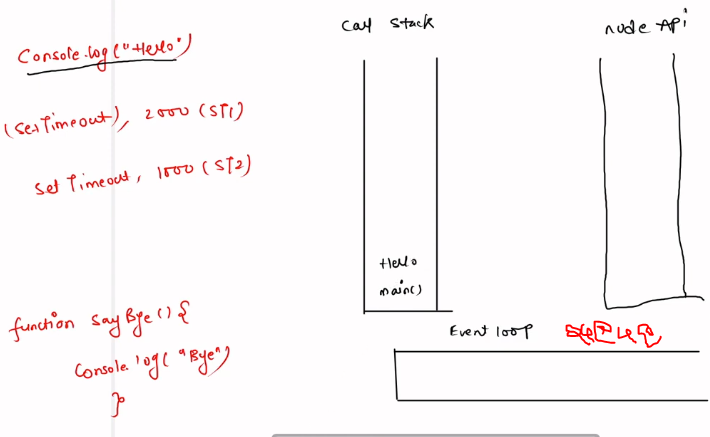 Call Stack
node API
Console.log("Hello")
(SetTimeout), 2000 (ST1)
Set Timeout, 1000 (ST2)
Hello
main()
function sayBye() {
Console.log("Bye")
}
Event loop